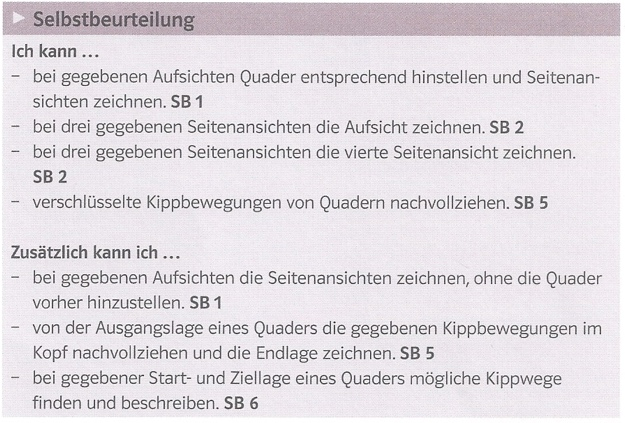 ▶ Selbstbeurteilung
Ich kann …
– bei gegebenen Aufsichten Quader entsprechend hinstellen und Seitenan-
sichten zeichnen. SB 1
– bei drei gegebenen Seitenansichten die Aufsicht zeichnen. SB 2
– bei drei gegebenen Seitenansichten die vierte Seitenansicht zeichnen.
SB 2
– verschlüsselte Kippbewegungen von Quadern nachvollziehen. SB 5
Zusätzlich kann ich …
– bei gegebenen Aufsichten die Seitenansichten zeichnen, ohne die Quader
vorher hinzustellen. SB 1
– von der Ausgangslage eines Quaders die gegebenen Kippbewegungen im
Kopf nachvollziehen und die Endlage zeichnen. SB 5
– bei gegebener Start- und Ziellage eines Quaders mögliche Kippwege
finden und beschreiben. SB 6